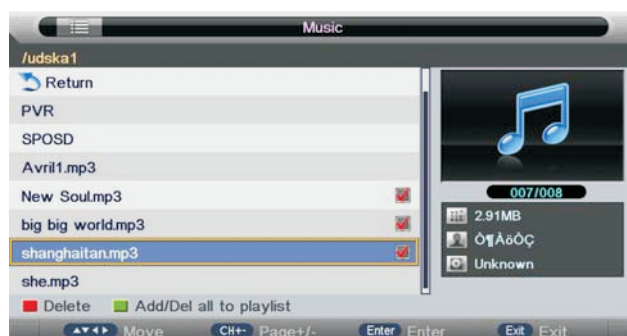 Music
/udska1
Return
PVR
SPOSD
Avril1.mp3
New Soul.mp3
big big world.mp3
shanghaitan.mp3
she.mp3
007/008
2.91MB
Ò¶ÀöÒÇ
Unknown
Delete Add/Del all to playlist
Move CH+- Page+/- Enter Enter Exit Exit